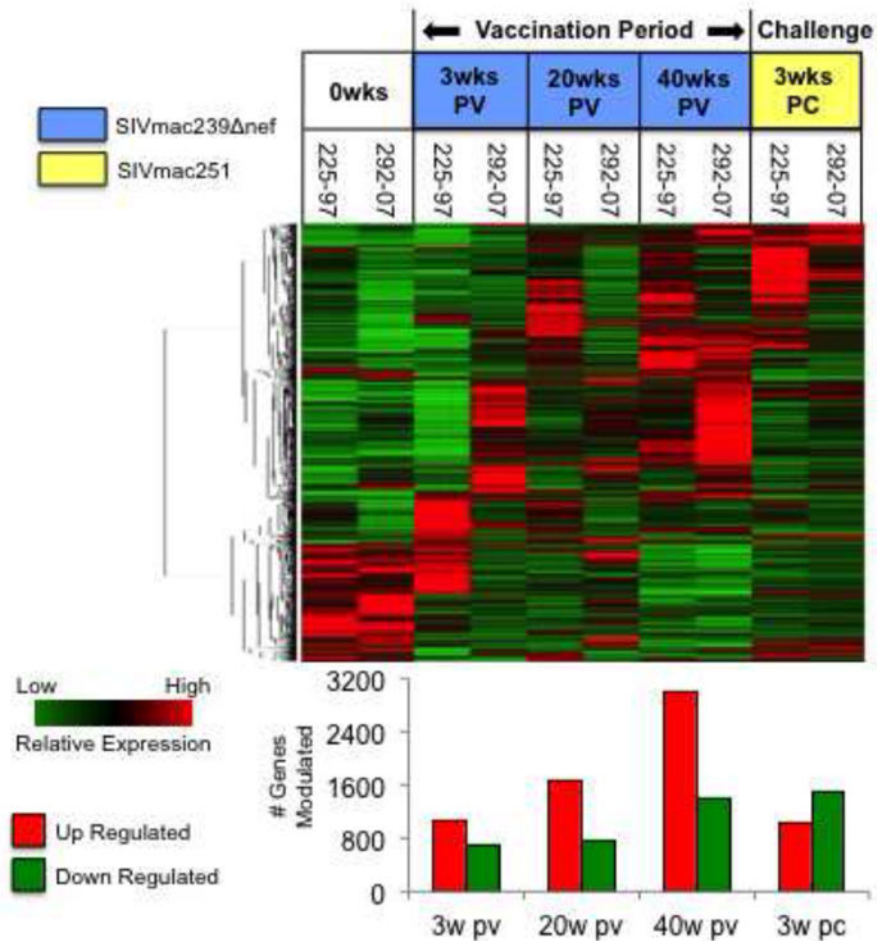 Vaccination Period
Challenge
0wks
3wks PV
20wks PV
40wks PV
3wks PC
SIVmac239Δnef
SIVmac251
225-97
292-07
225-97
292-07
225-97
292-07
225-97
292-07
225-97
292-07
Low
High
Relative Expression
# Genes
Modulated
3200
2400
1600
800
0
Up Regulated
Down Regulated
3w pv
20w pv
40w pv
3w pc